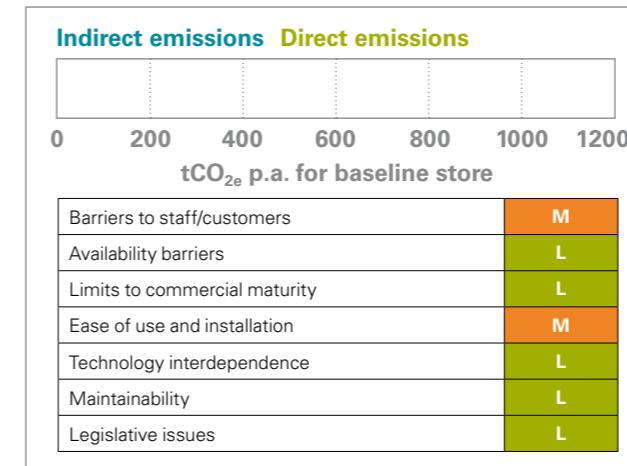 Indirect emissions Direct emissions
0 200 400 600 800 1000 1200
tCO2e p.a. for baseline store
Barriers to staff/customers M
Availability barriers L
Limits to commercial maturity L
Ease of use and installation M
Technology interdependence L
Maintainability L
Legislative issues L